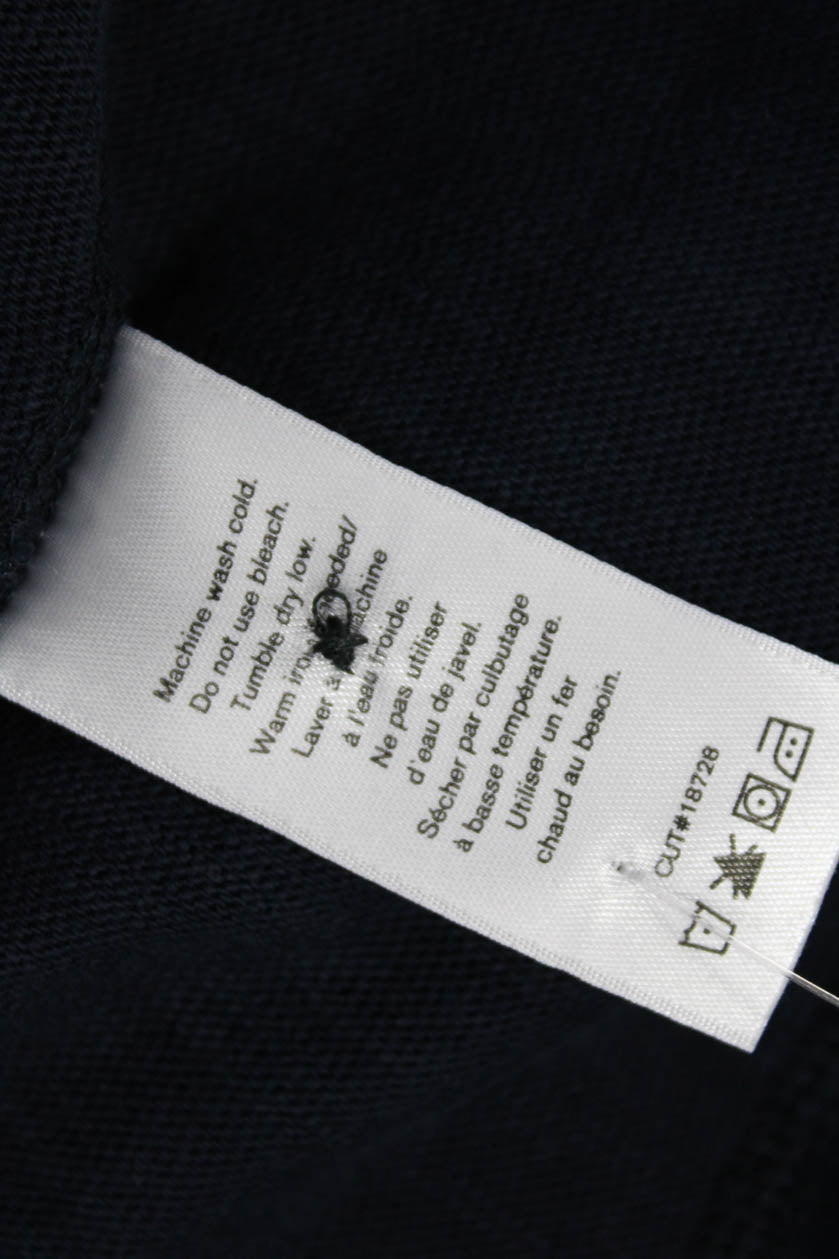 Machine wash cold.
Do not use bleach.
Tumble dry low.
Warm iron
Laver à
à l'eau froide.
Ne pas utiliser
d'eau de javel.
Sécher par culbutage
à basse température.
Utiliser un fer
chaud au besoin.
CUT#18728